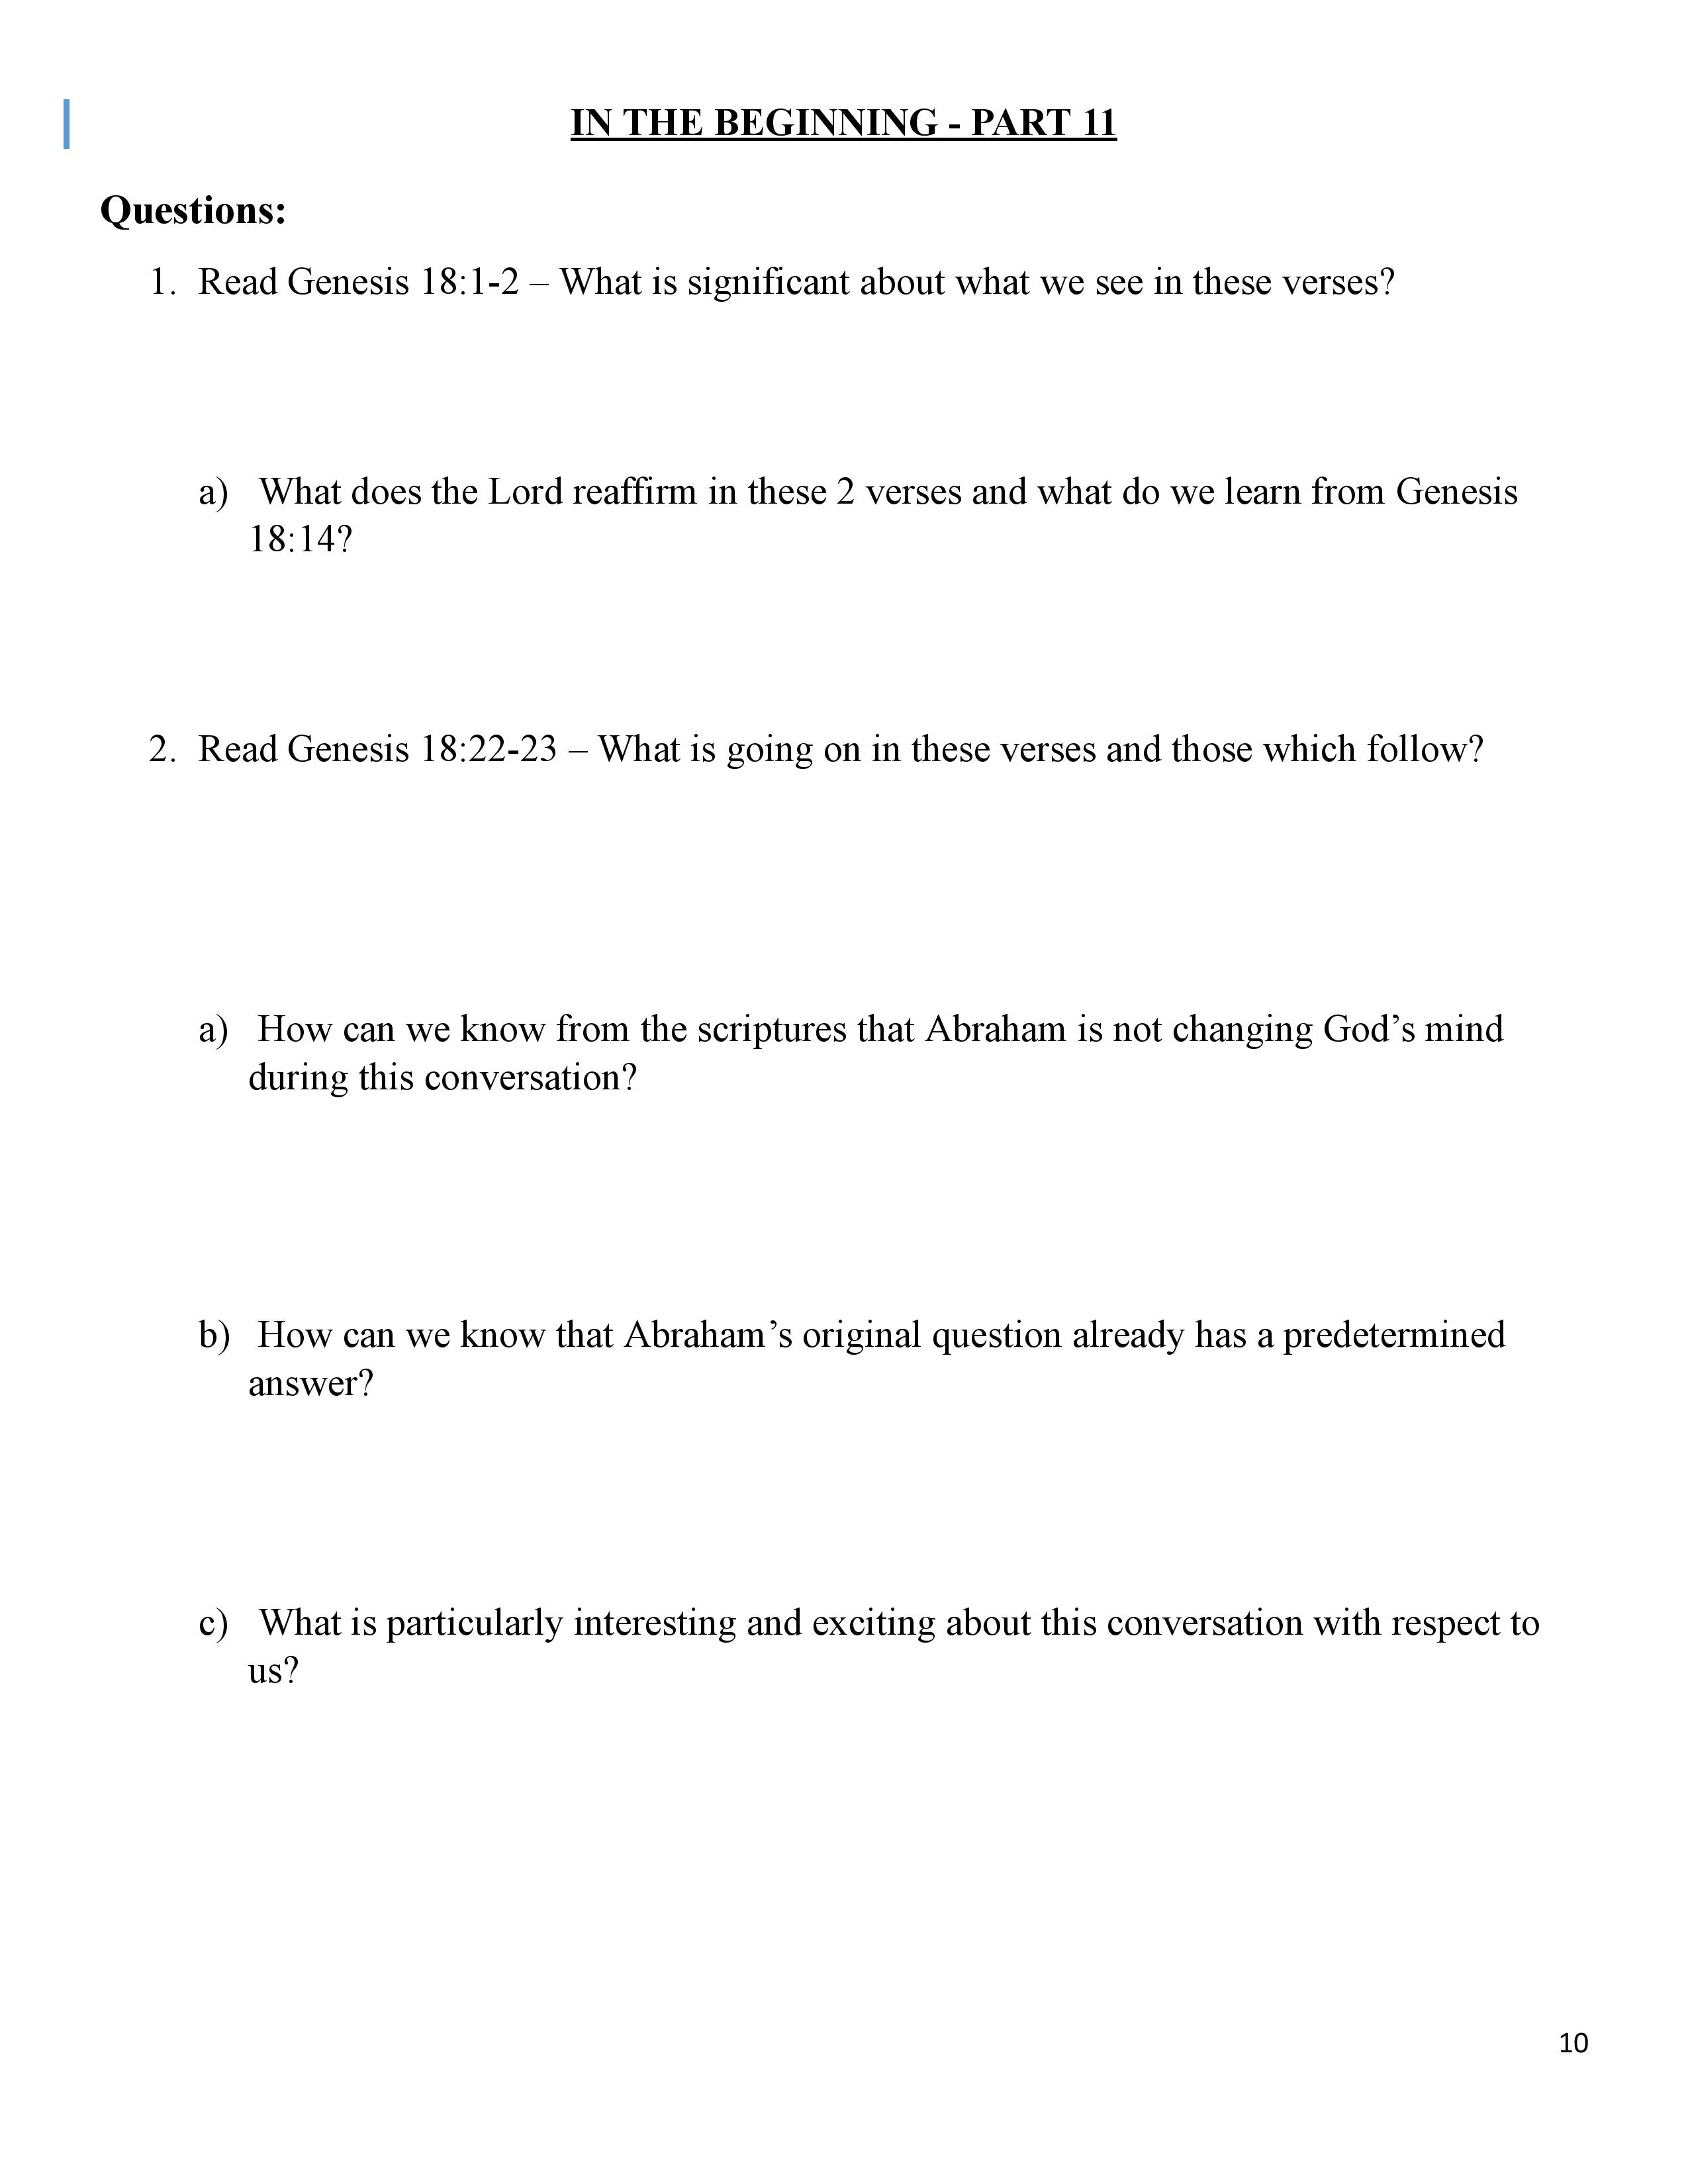 IN THE BEGINNING - PART 11
Questions:
1. Read Genesis 18:1-2 – What is significant about what we see in these verses?
a) What does the Lord reaffirm in these 2 verses and what do we learn from Genesis
18:14?
2. Read Genesis 18:22-23 – What is going on in these verses and those which follow?
a) How can we know from the scriptures that Abraham is not changing God’s mind
during this conversation?
b) How can we know that Abraham’s original question already has a predetermined
answer?
c) What is particularly interesting and exciting about this conversation with respect to
us?
10